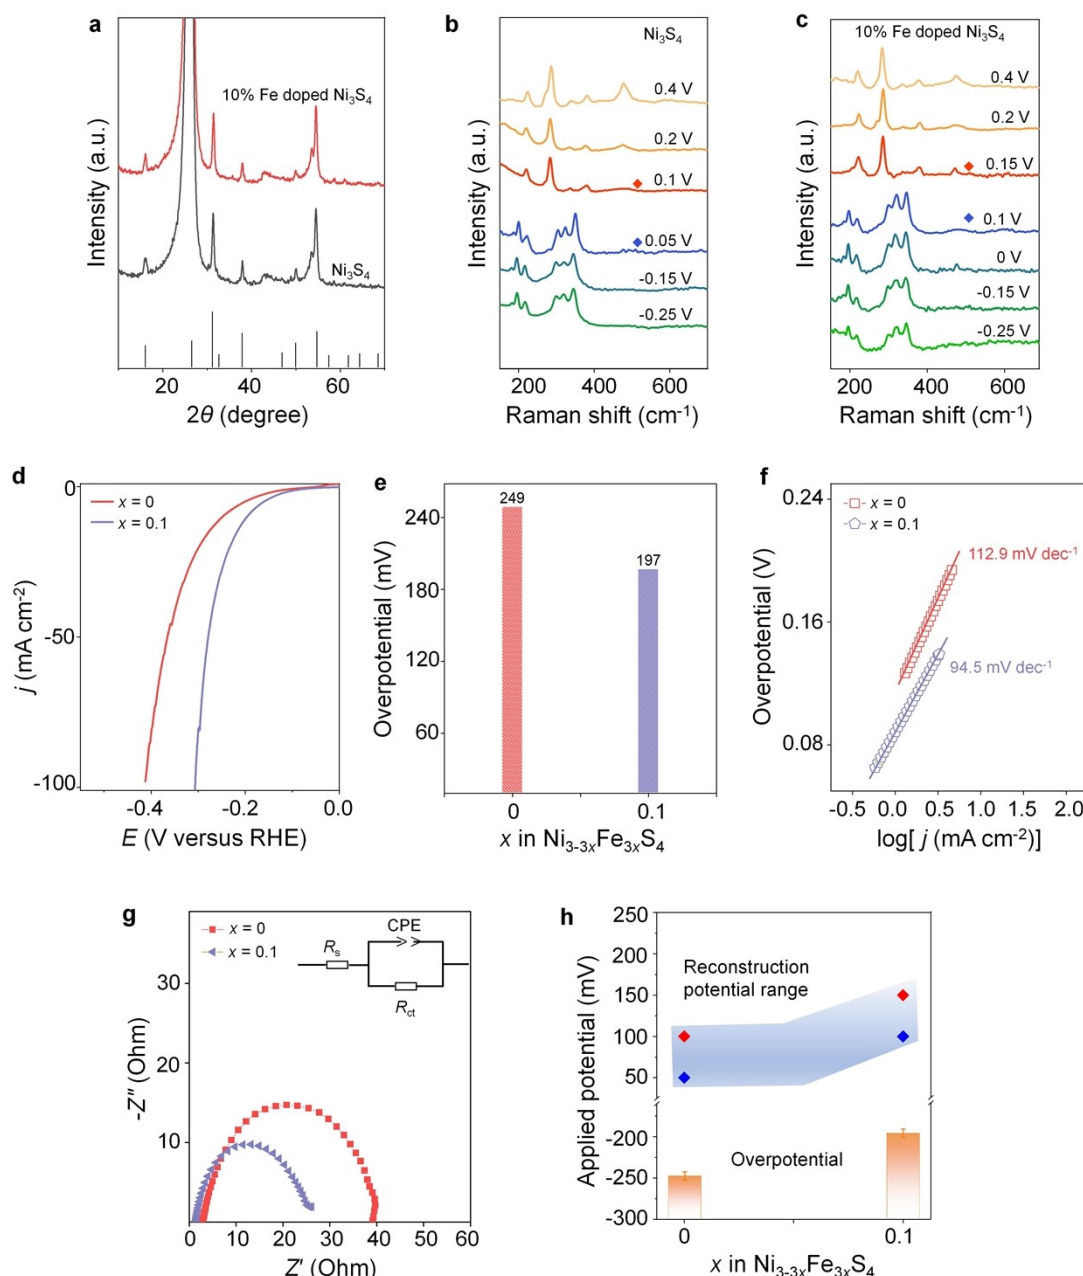 a
10% Fe doped Ni₃S₄
Ni₃S₄
Intensity (a.u.)
20 40 60
2θ (degree)
b
Ni₃S₄
0.4 V
0.2 V
0.1 V
0.05 V
-0.15 V
-0.25 V
Intensity (a.u.)
200 400 600
Raman shift (cm⁻¹)
c
10% Fe doped Ni₃S₄
0.4 V
0.2 V
0.15 V
0.1 V
0 V
-0.15 V
-0.25 V
Intensity (a.u.)
200 400 600
Raman shift (cm⁻¹)
d
x = 0
x = 0.1
0
-50
-100
j (mA cm⁻²)
-0.4 -0.2 0.0
E (V versus RHE)
e
249
197
240
180
120
60
Overpotential (mV)
0 0.1
x in Ni₃₋₃ₓFe₃ₓS₄
f
x = 0
x = 0.1
112.9 mV dec⁻¹
94.5 mV dec⁻¹
0.24
0.16
0.08
Overpotential (V)
-0.5 0.0 0.5 1.0 1.5 2.0
log[ j (mA cm⁻²)]
g
x = 0
x = 0.1
CPE
Rₛ
R_ct
30
20
10
-Z″ (Ohm)
0 10 20 30 40 50 60
Z′ (Ohm)
h
Reconstruction
potential range
Overpotential
250
200
150
100
50
-200
-250
-300
Applied potential (mV)
0 0.1
x in Ni₃₋₃ₓFe₃ₓS₄